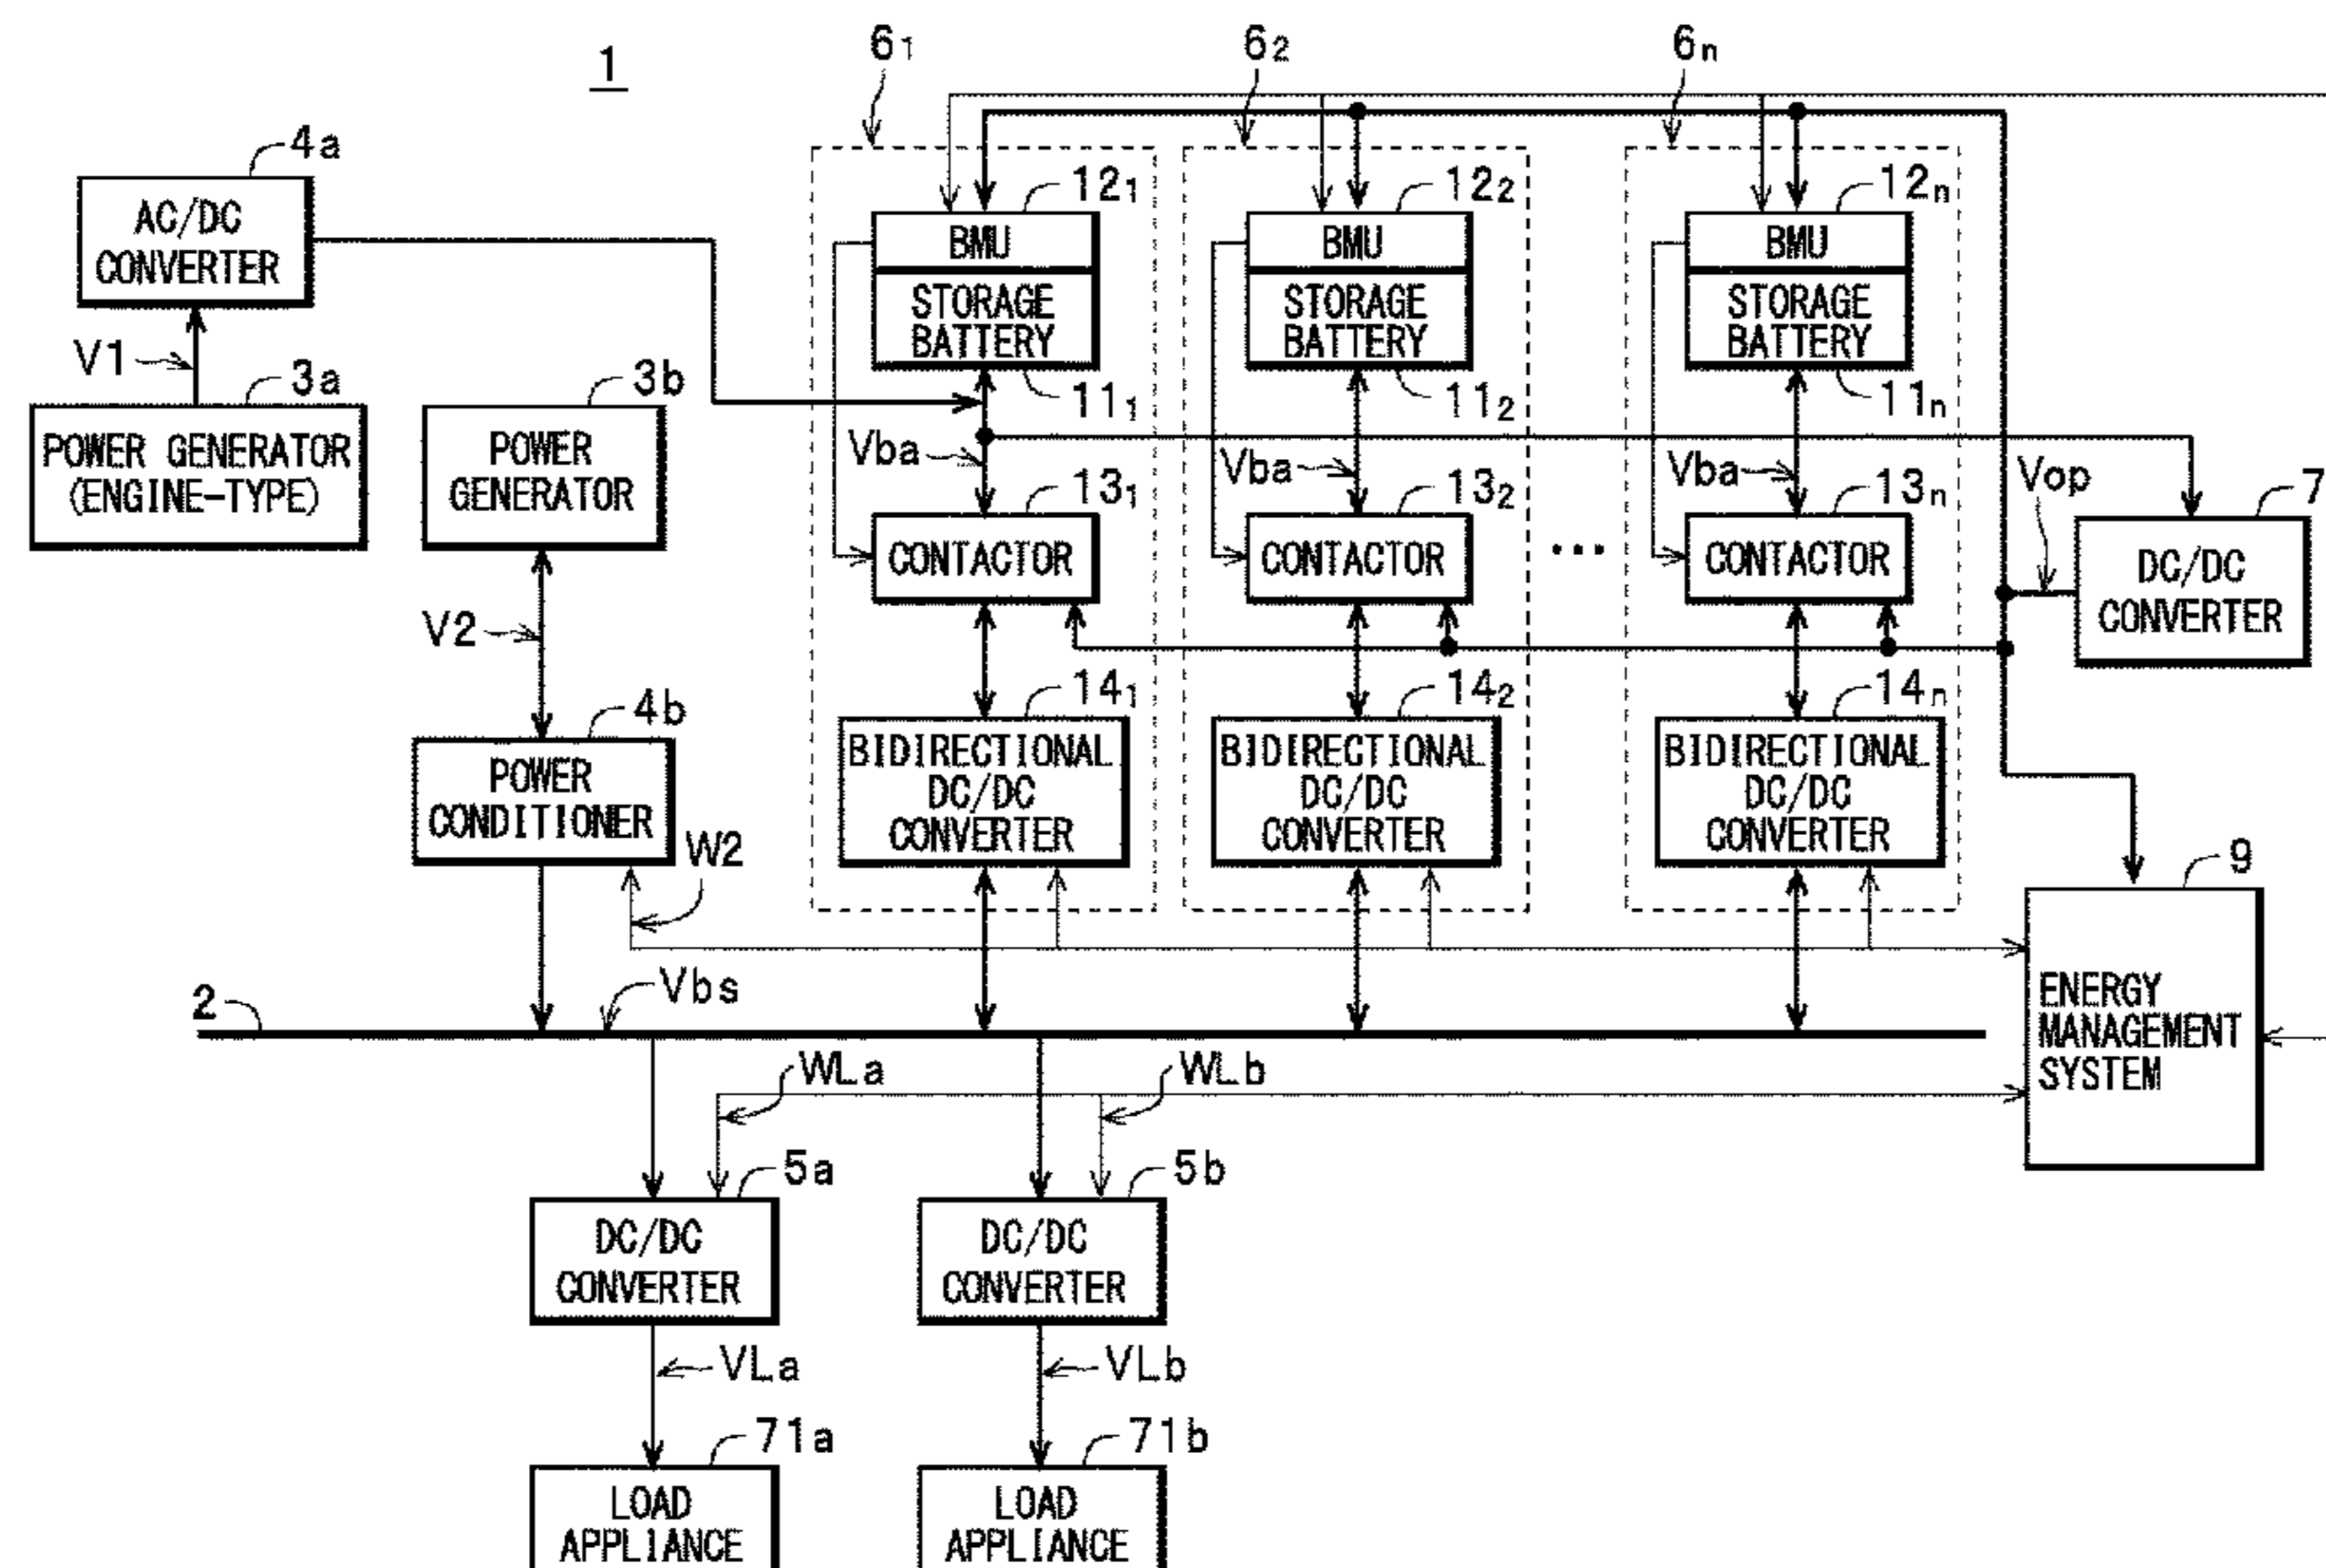 1
6₁
6₂
6ₙ
4a
AC/DC
CONVERTER
V1
3a
POWER GENERATOR
(ENGINE-TYPE)
3b
POWER
GENERATOR
V2
4b
POWER
CONDITIONER
W2
12₁
BMU
STORAGE
BATTERY
11₁
Vba
13₁
CONTACTOR
14₁
BIDIRECTIONAL
DC/DC
CONVERTER
12₂
BMU
STORAGE
BATTERY
11₂
Vba
13₂
CONTACTOR
14₂
BIDIRECTIONAL
DC/DC
CONVERTER
...
12ₙ
BMU
STORAGE
BATTERY
11ₙ
Vba
13ₙ
CONTACTOR
14ₙ
BIDIRECTIONAL
DC/DC
CONVERTER
Vop
7
DC/DC
CONVERTER
9
ENERGY
MANAGEMENT
SYSTEM
2
Vbs
WLa
WLb
5a
DC/DC
CONVERTER
5b
DC/DC
CONVERTER
VLa
VLb
71a
LOAD
APPLIANCE
71b
LOAD
APPLIANCE